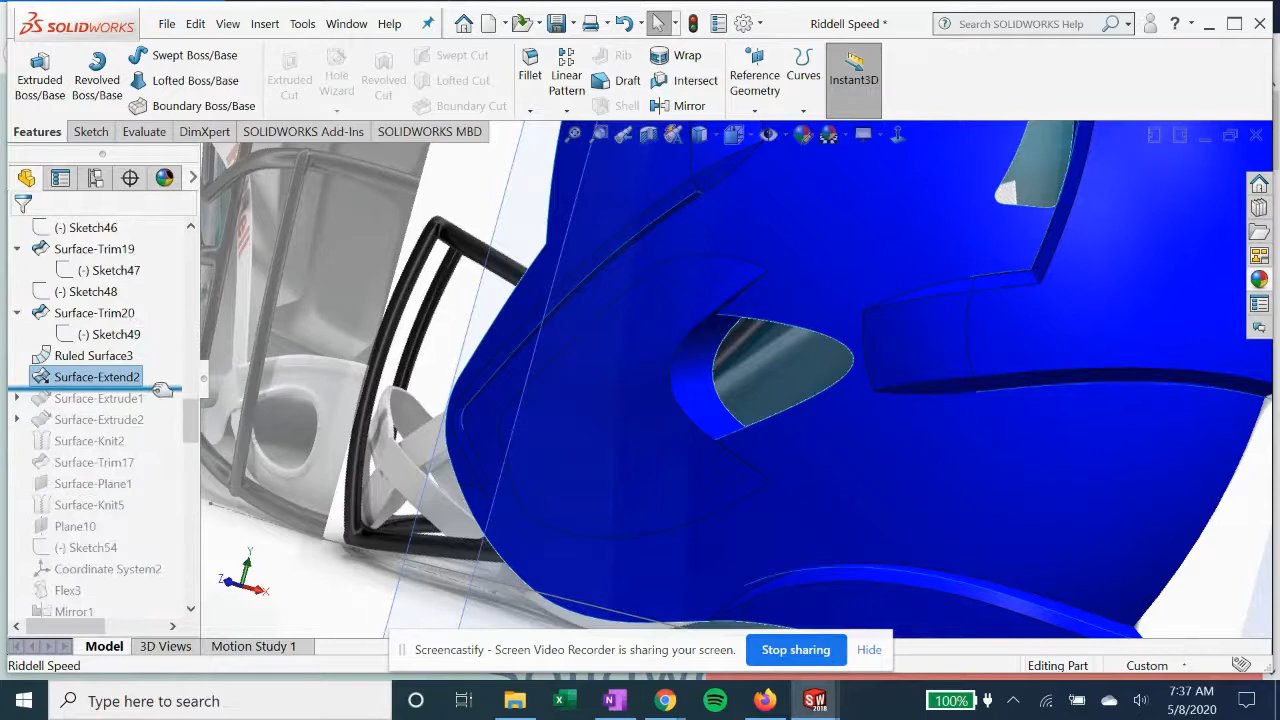 SOLIDWORKS File Edit View Insert Tools Window Help Riddell Speed * Search SOLIDWORKS Help ?
Extruded Boss/Base
Revolved Boss/Base
Swept Boss/Base
Lofted Boss/Base
Boundary Boss/Base
Extruded Cut
Hole Wizard
Revolved Cut
Swept Cut
Lofted Cut
Boundary Cut
Fillet
Linear Pattern
Rib
Draft
Shell
Wrap
Intersect
Mirror
Reference Geometry
Curves
Instant3D
Features Sketch Evaluate DimXpert SOLIDWORKS Add-Ins SOLIDWORKS MBD
(-) Sketch46
Surface-Trim19
(-) Sketch47
(-) Sketch48
Surface-Trim20
(-) Sketch49
Ruled Surface3
Surface-Extend2
Surface-Extrude1
Surface-Extrude2
Surface-Knit2
Surface-Trim17
Surface-Plane1
Surface-Knit5
Plane10
(-) Sketch54
Coordinate System2
Flex3
Mirror1
Y
Z
X
Model 3D Views Motion Study 1
Screencastify - Screen Video Recorder is sharing your screen. Stop sharing Hide
Riddell Speed Editing Part Custom
Type here to search 100% 7:37 AM
5/8/2020